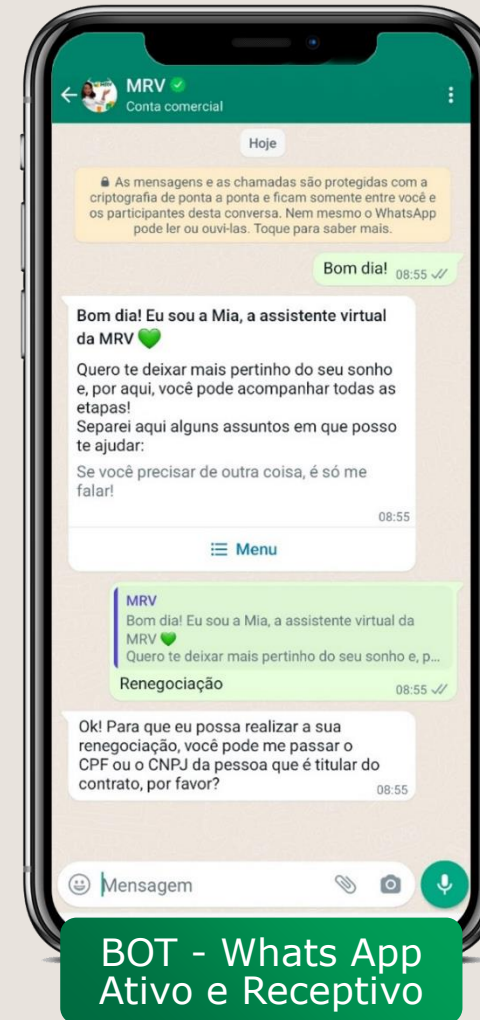 MRV
Conta comercial
Hoje
As mensagens e as chamadas são protegidas com a
criptografia de ponta a ponta e ficam somente entre você e
os participantes desta conversa. Nem mesmo o WhatsApp
pode ler ou ouvi-las. Toque para saber mais.
Bom dia! 08:55
Bom dia! Eu sou a Mia, a assistente virtual
da MRV 💚
Quero te deixar mais pertinho do seu sonho
e, por aqui, você pode acompanhar todas as
etapas!
Separei aqui alguns assuntos em que posso
te ajudar:
Se você precisar de outra coisa, é só me
falar!
08:55
Menu
MRV
Bom dia! Eu sou a Mia, a assistente virtual da
MRV 💚
Quero te deixar mais pertinho do seu sonho e, p...
Renegociação 08:55
Ok! Para que eu possa realizar a sua
renegociação, você pode me passar o
CPF ou o CNPJ da pessoa que é titular do
contrato, por favor? 08:55
Mensagem
BOT - Whats App
Ativo e Receptivo